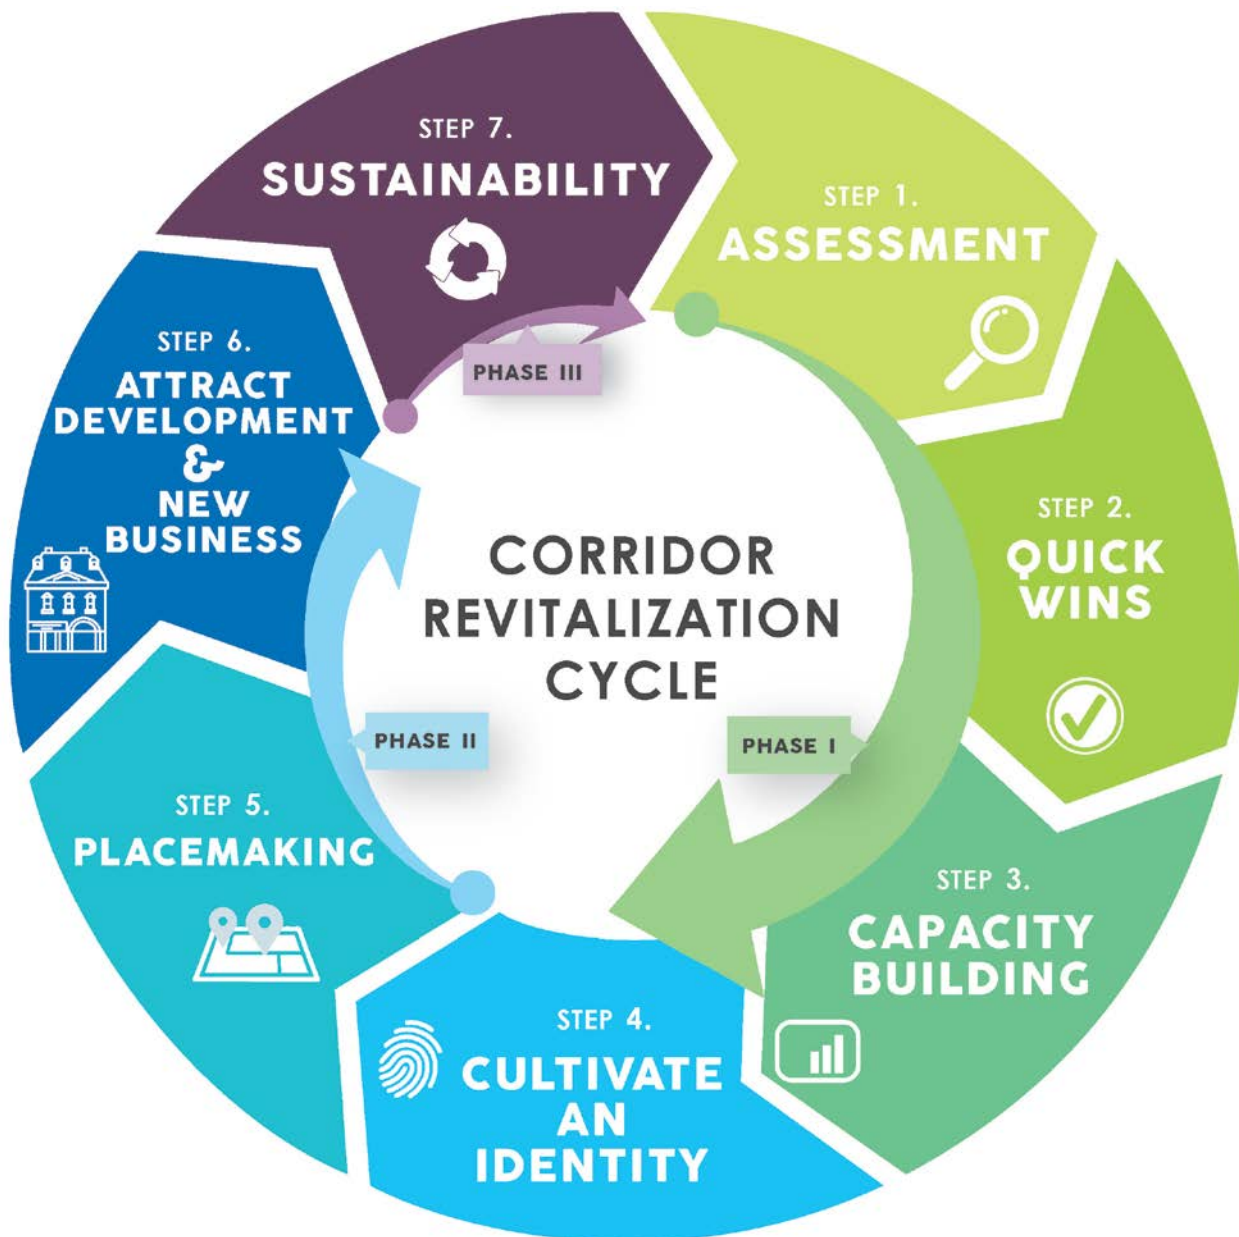 CORRIDOR
REVITALIZATION
CYCLE
STEP 1.
ASSESSMENT
STEP 2.
QUICK
WINS
STEP 3.
CAPACITY
BUILDING
STEP 4.
CULTIVATE
AN
IDENTITY
STEP 5.
PLACEMAKING
STEP 6.
ATTRACT
DEVELOPMENT
&
NEW
BUSINESS
STEP 7.
SUSTAINABILITY
PHASE I
PHASE II
PHASE III